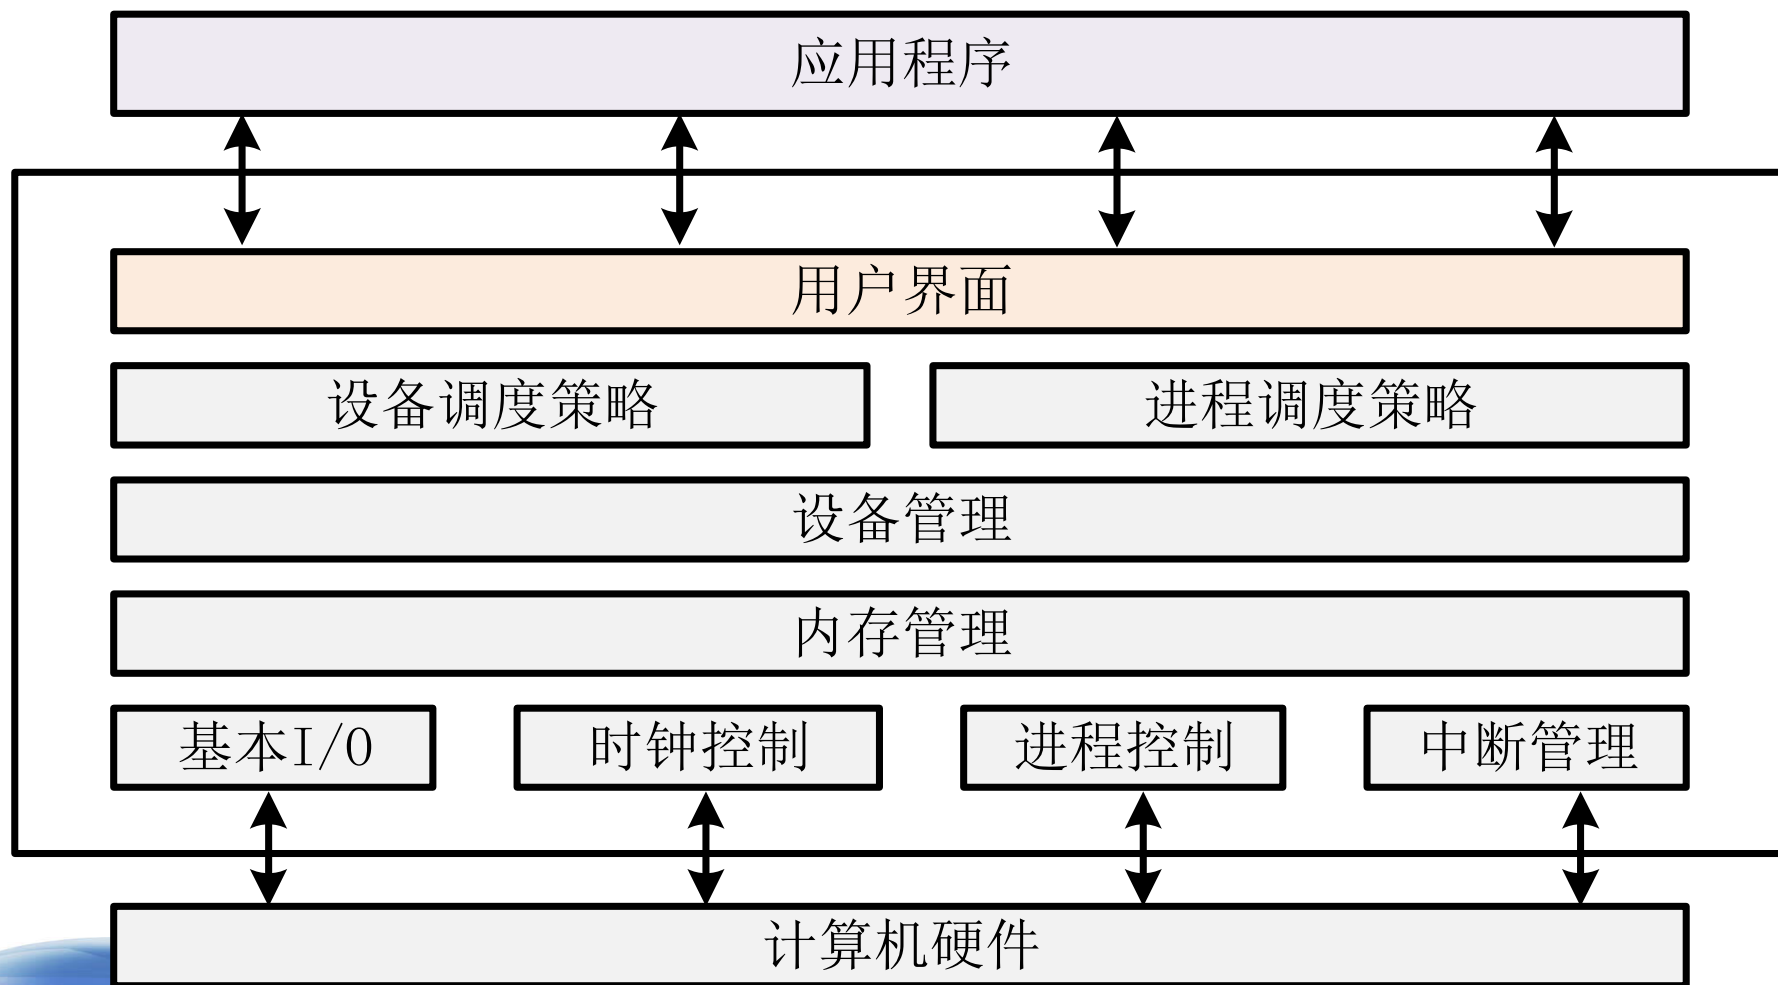 应用程序
用户界面
设备调度策略 进程调度策略
设备管理
内存管理
基本I/O 时钟控制 进程控制 中断管理
计算机硬件